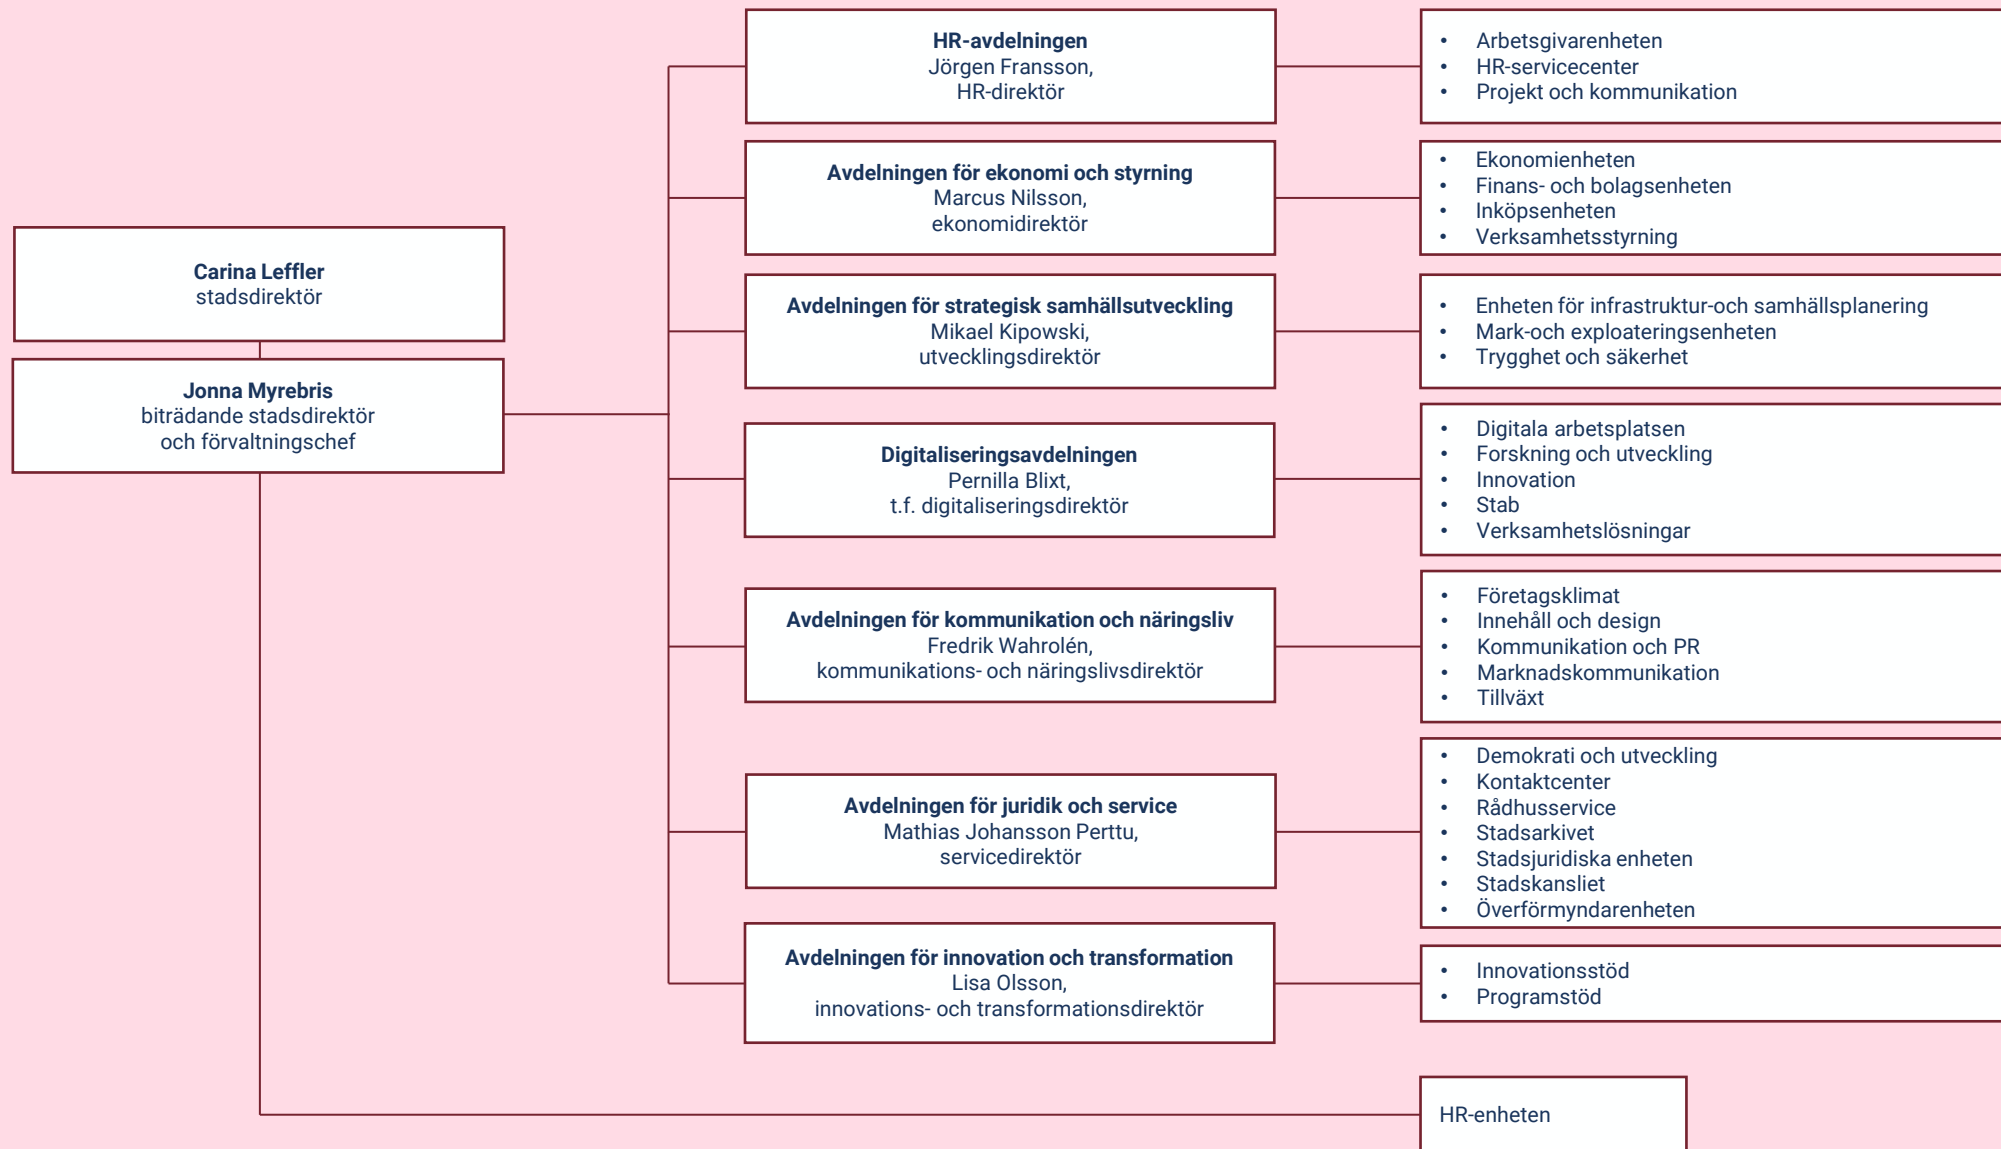 Carina Leffler
stadsdirektör
Jonna Myrebris
biträdande stadsdirektör
och förvaltningschef
HR-avdelningen
Jörgen Fransson,
HR-direktör
• Arbetsgivarenheten
• HR-servicecenter
• Projekt och kommunikation
Avdelningen för ekonomi och styrning
Marcus Nilsson,
ekonomidirektör
• Ekonomienheten
• Finans- och bolagsenheten
• Inköpsenheten
• Verksamhetsstyrning
Avdelningen för strategisk samhällsutveckling
Mikael Kipowski,
utvecklingsdirektör
• Enheten för infrastruktur-och samhällsplanering
• Mark-och exploateringsenheten
• Trygghet och säkerhet
Digitaliseringsavdelningen
Pernilla Blixt,
t.f. digitaliseringsdirektör
• Digitala arbetsplatsen
• Forskning och utveckling
• Innovation
• Stab
• Verksamhetslösningar
Avdelningen för kommunikation och näringsliv
Fredrik Wahrolén,
kommunikations- och näringslivsdirektör
• Företagsklimat
• Innehåll och design
• Kommunikation och PR
• Marknadskommunikation
• Tillväxt
Avdelningen för juridik och service
Mathias Johansson Perttu,
servicedirektör
• Demokrati och utveckling
• Kontaktcenter
• Rådhusservice
• Stadsarkivet
• Stadsjuridiska enheten
• Stadskansliet
• Överförmyndarenheten
Avdelningen för innovation och transformation
Lisa Olsson,
innovations- och transformationsdirektör
• Innovationsstöd
• Programstöd
HR-enheten